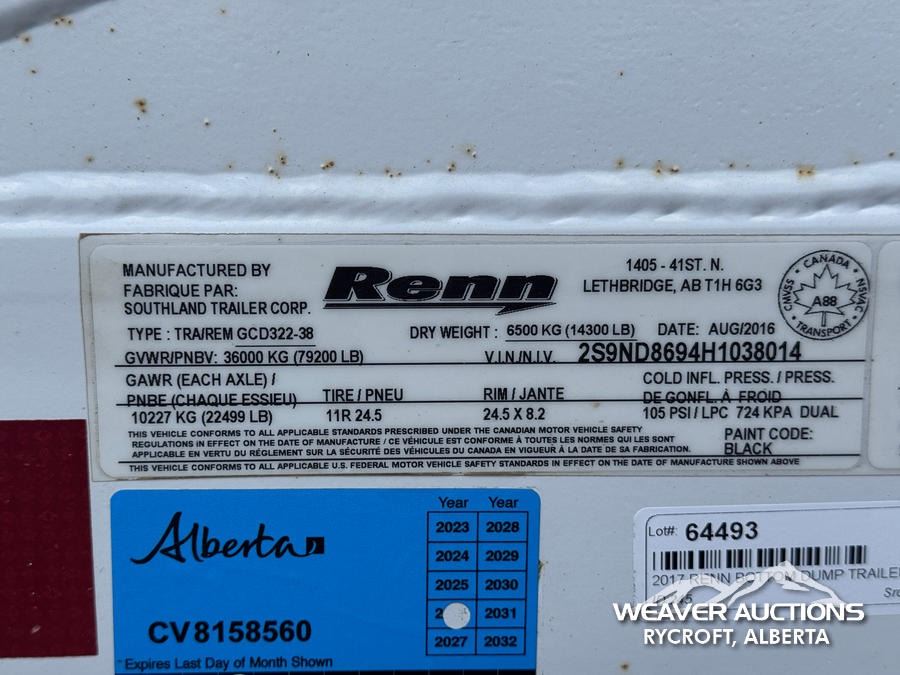 MANUFACTURED BY
FABRIQUE PAR:
SOUTHLAND TRAILER CORP.
Renn
1405 - 41ST. N.
LETHBRIDGE, AB T1H 6G3
CANADA
CMVSS NSVAC
A88
TRANSPORT
TYPE : TRA/REM GCD322-38
DRY WEIGHT : 6500 KG (14300 LB)
DATE: AUG/2016
GVWR/PNBV: 36000 KG (79200 LB)
V.I.N./N.I.V. 2S9ND8694H1038014
GAWR (EACH AXLE) /
PNBE (CHAQUE ESSIEU)
TIRE / PNEU
RIM / JANTE
COLD INFL. PRESS. / PRESS.
DE GONFL. À FROID
10227 KG (22499 LB)
11R 24.5
24.5 X 8.2
105 PSI / LPC 724 KPA DUAL
THIS VEHICLE CONFORMS TO ALL APPLICABLE STANDARDS PRESCRIBED UNDER THE CANADIAN MOTOR VEHICLE SAFETY
REGULATIONS IN EFFECT ON THE DATE OF MANUFACTURE / CE VÉHICULE EST CONFORME À TOUTES LES NORMES QUI LES SONT
APPLICABLE EN VERTU DU RÉGLEMENT SUR LA SÉCURITÉ DES VÉHICULES DU CANADA EN VIGUEUR À LA DATE DE SA FABRICATION.
THIS VEHICLE CONFORMS TO ALL APPLICABLE U.S. FEDERAL MOTOR VEHICLE SAFETY STANDARDS IN EFFECT ON THE DATE OF MANUFACTURE SHOWN ABOVE
PAINT CODE:
BLACK
Alberta
CV8158560
Expires Last Day of Month Shown
Year Year
2023 2028
2024 2029
2025 2030
2031
2027 2032
Lot#: 64493
2017 RENN BOTTOM DUMP TRAILER
WEAVER AUCTIONS
RYCROFT, ALBERTA